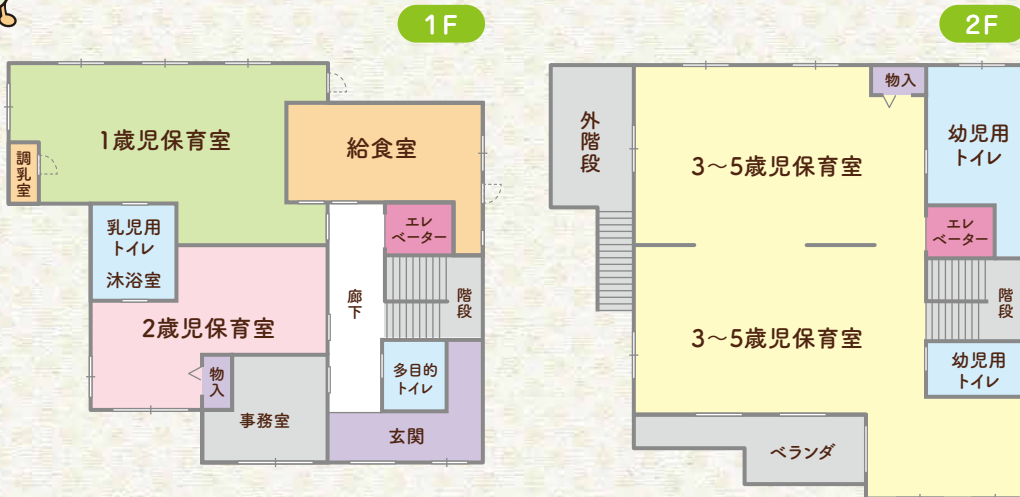 1F
1歳児保育室
調乳室
給食室
乳児用
トイレ
沐浴室
エレ
ベーター
廊下
階段
2歳児保育室
物入
多目的
トイレ
事務室
玄関
2F
外階段
物入
3〜5歳児保育室
幼児用
トイレ
エレ
ベーター
階段
3〜5歳児保育室
幼児用
トイレ
ベランダ